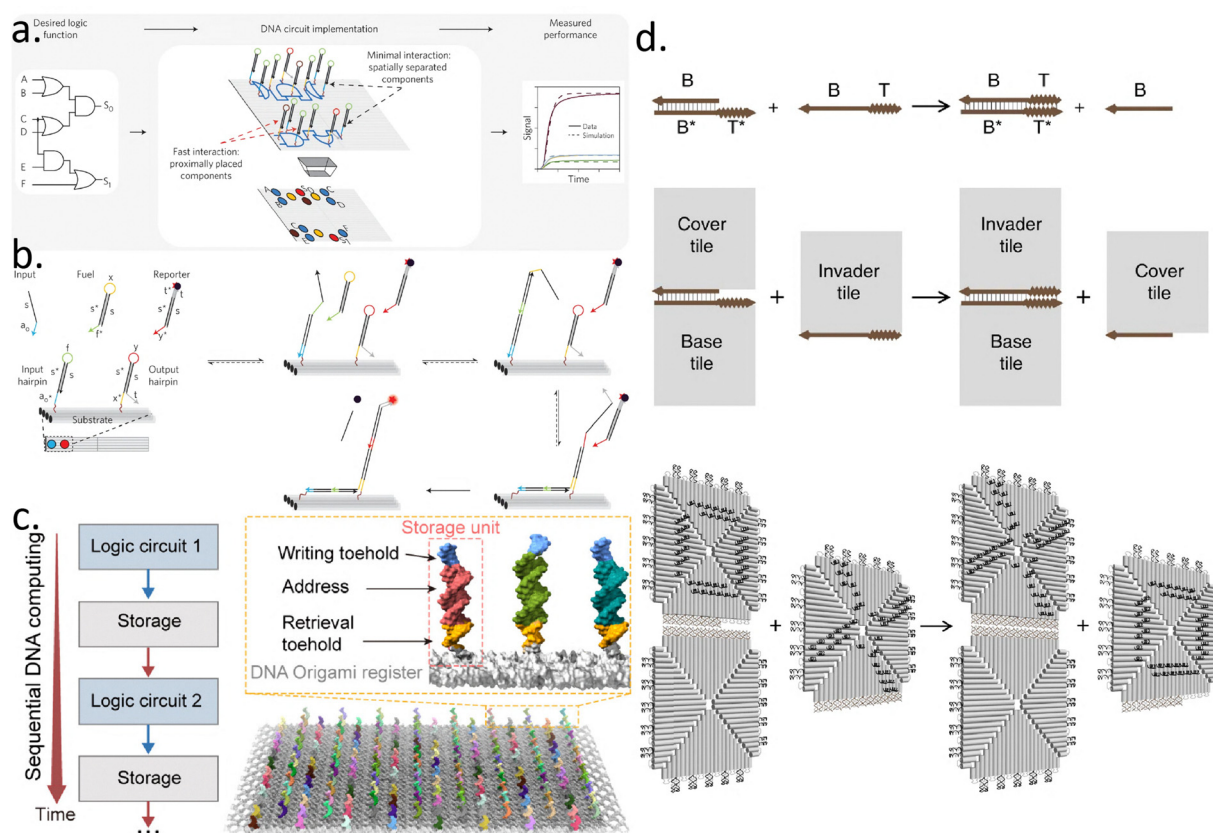 a.
Desired logic
function
DNA circuit implementation
Measured
performance
A
B
C
D
E
F
S0
S1
Minimal interaction:
spatially separated
components
Fast interaction:
proximally placed
components
Signal
Data
Simulation
Time
b.
Input
Fuel
x
Reporter
t*
t
s
s*
s
s*
s
a0
f*
y*
f
y
Input
hairpin
s*
s
s*
s
Output
hairpin
a0*
x*
t
Substrate
c.
Sequential DNA computing
Time
Logic circuit 1
Storage
Logic circuit 2
Storage
...
Storage unit
Writing toehold
Address
Retrieval
toehold
DNA Origami register
d.
B
+
B
T
B
T
+
B
B*
T*
B*
T*
Cover
tile
Base
tile
+
Invader
tile
Invader
tile
Base
tile
+
Cover
tile
+
+